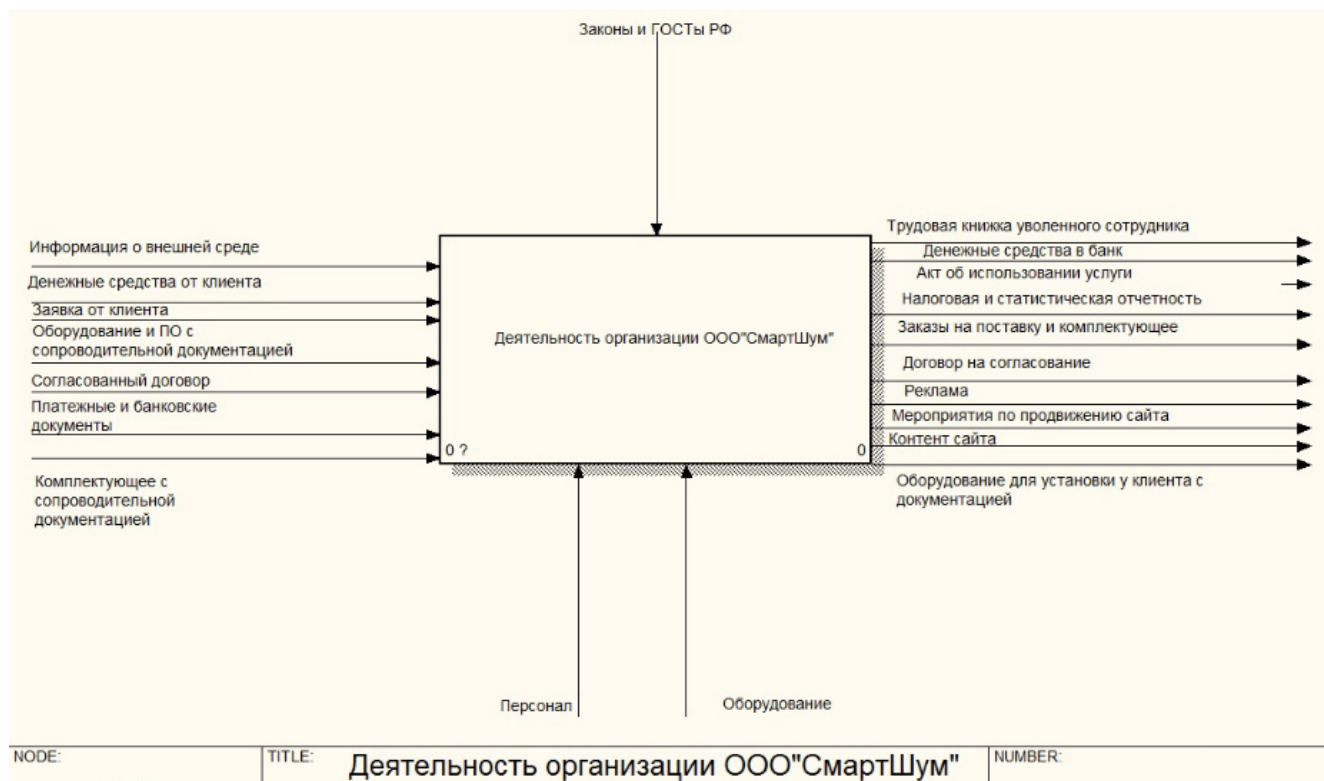 Законы и ГОСТы РФ
Информация о внешней среде
Денежные средства от клиента
Заявка от клиента
Оборудование и ПО с
сопроводительной документацией
Согласованный договор
Платежные и банковские
документы
Комплектующее с
сопроводительной
документацией
Деятельность организации ООО"СмартШум"
0 ?
0
Трудовая книжка уволенного сотрудника
Денежные средства в банк
Акт об использовании услуги
Налоговая и статистическая отчетность
Заказы на поставку и комплектующее
Договор на согласование
Реклама
Мероприятия по продвижению сайта
Контент сайта
Оборудование для установки у клиента с
документацией
Персонал
Оборудование
NODE:
TITLE:
Деятельность организации ООО"СмартШум"
NUMBER: